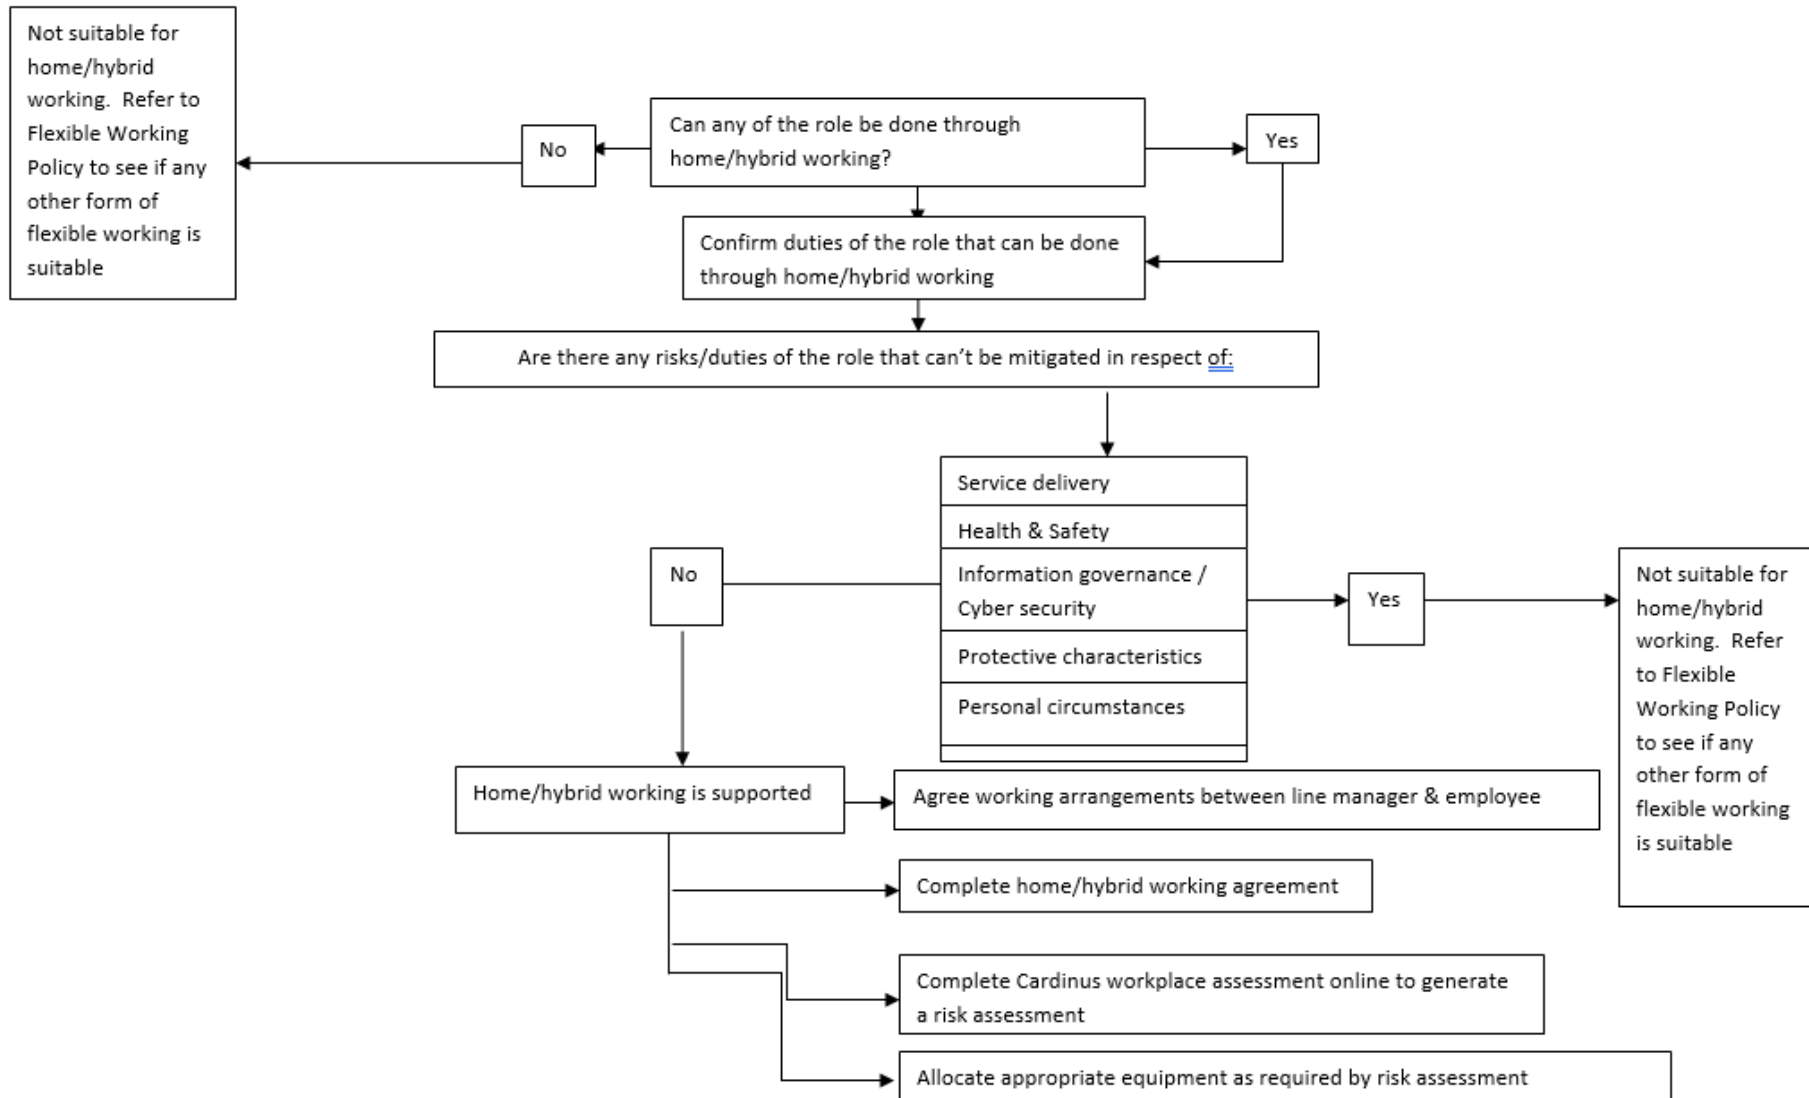 Not suitable for
home/hybrid
working.  Refer to
Flexible Working
Policy to see if any
other form of
flexible working is
suitable
No
Can any of the role be done through
home/hybrid working?
Yes
Confirm duties of the role that can be done
through home/hybrid working
Are there any risks/duties of the role that can't be mitigated in respect of:
Service delivery
Health & Safety
Information governance /
Cyber security
Protective characteristics
Personal circumstances
No
Yes
Not suitable for
home/hybrid
working.  Refer
to Flexible
Working Policy
to see if any
other form of
flexible working
is suitable
Home/hybrid working is supported
Agree working arrangements between line manager & employee
Complete home/hybrid working agreement
Complete Cardinus workplace assessment online to generate
a risk assessment
Allocate appropriate equipment as required by risk assessment